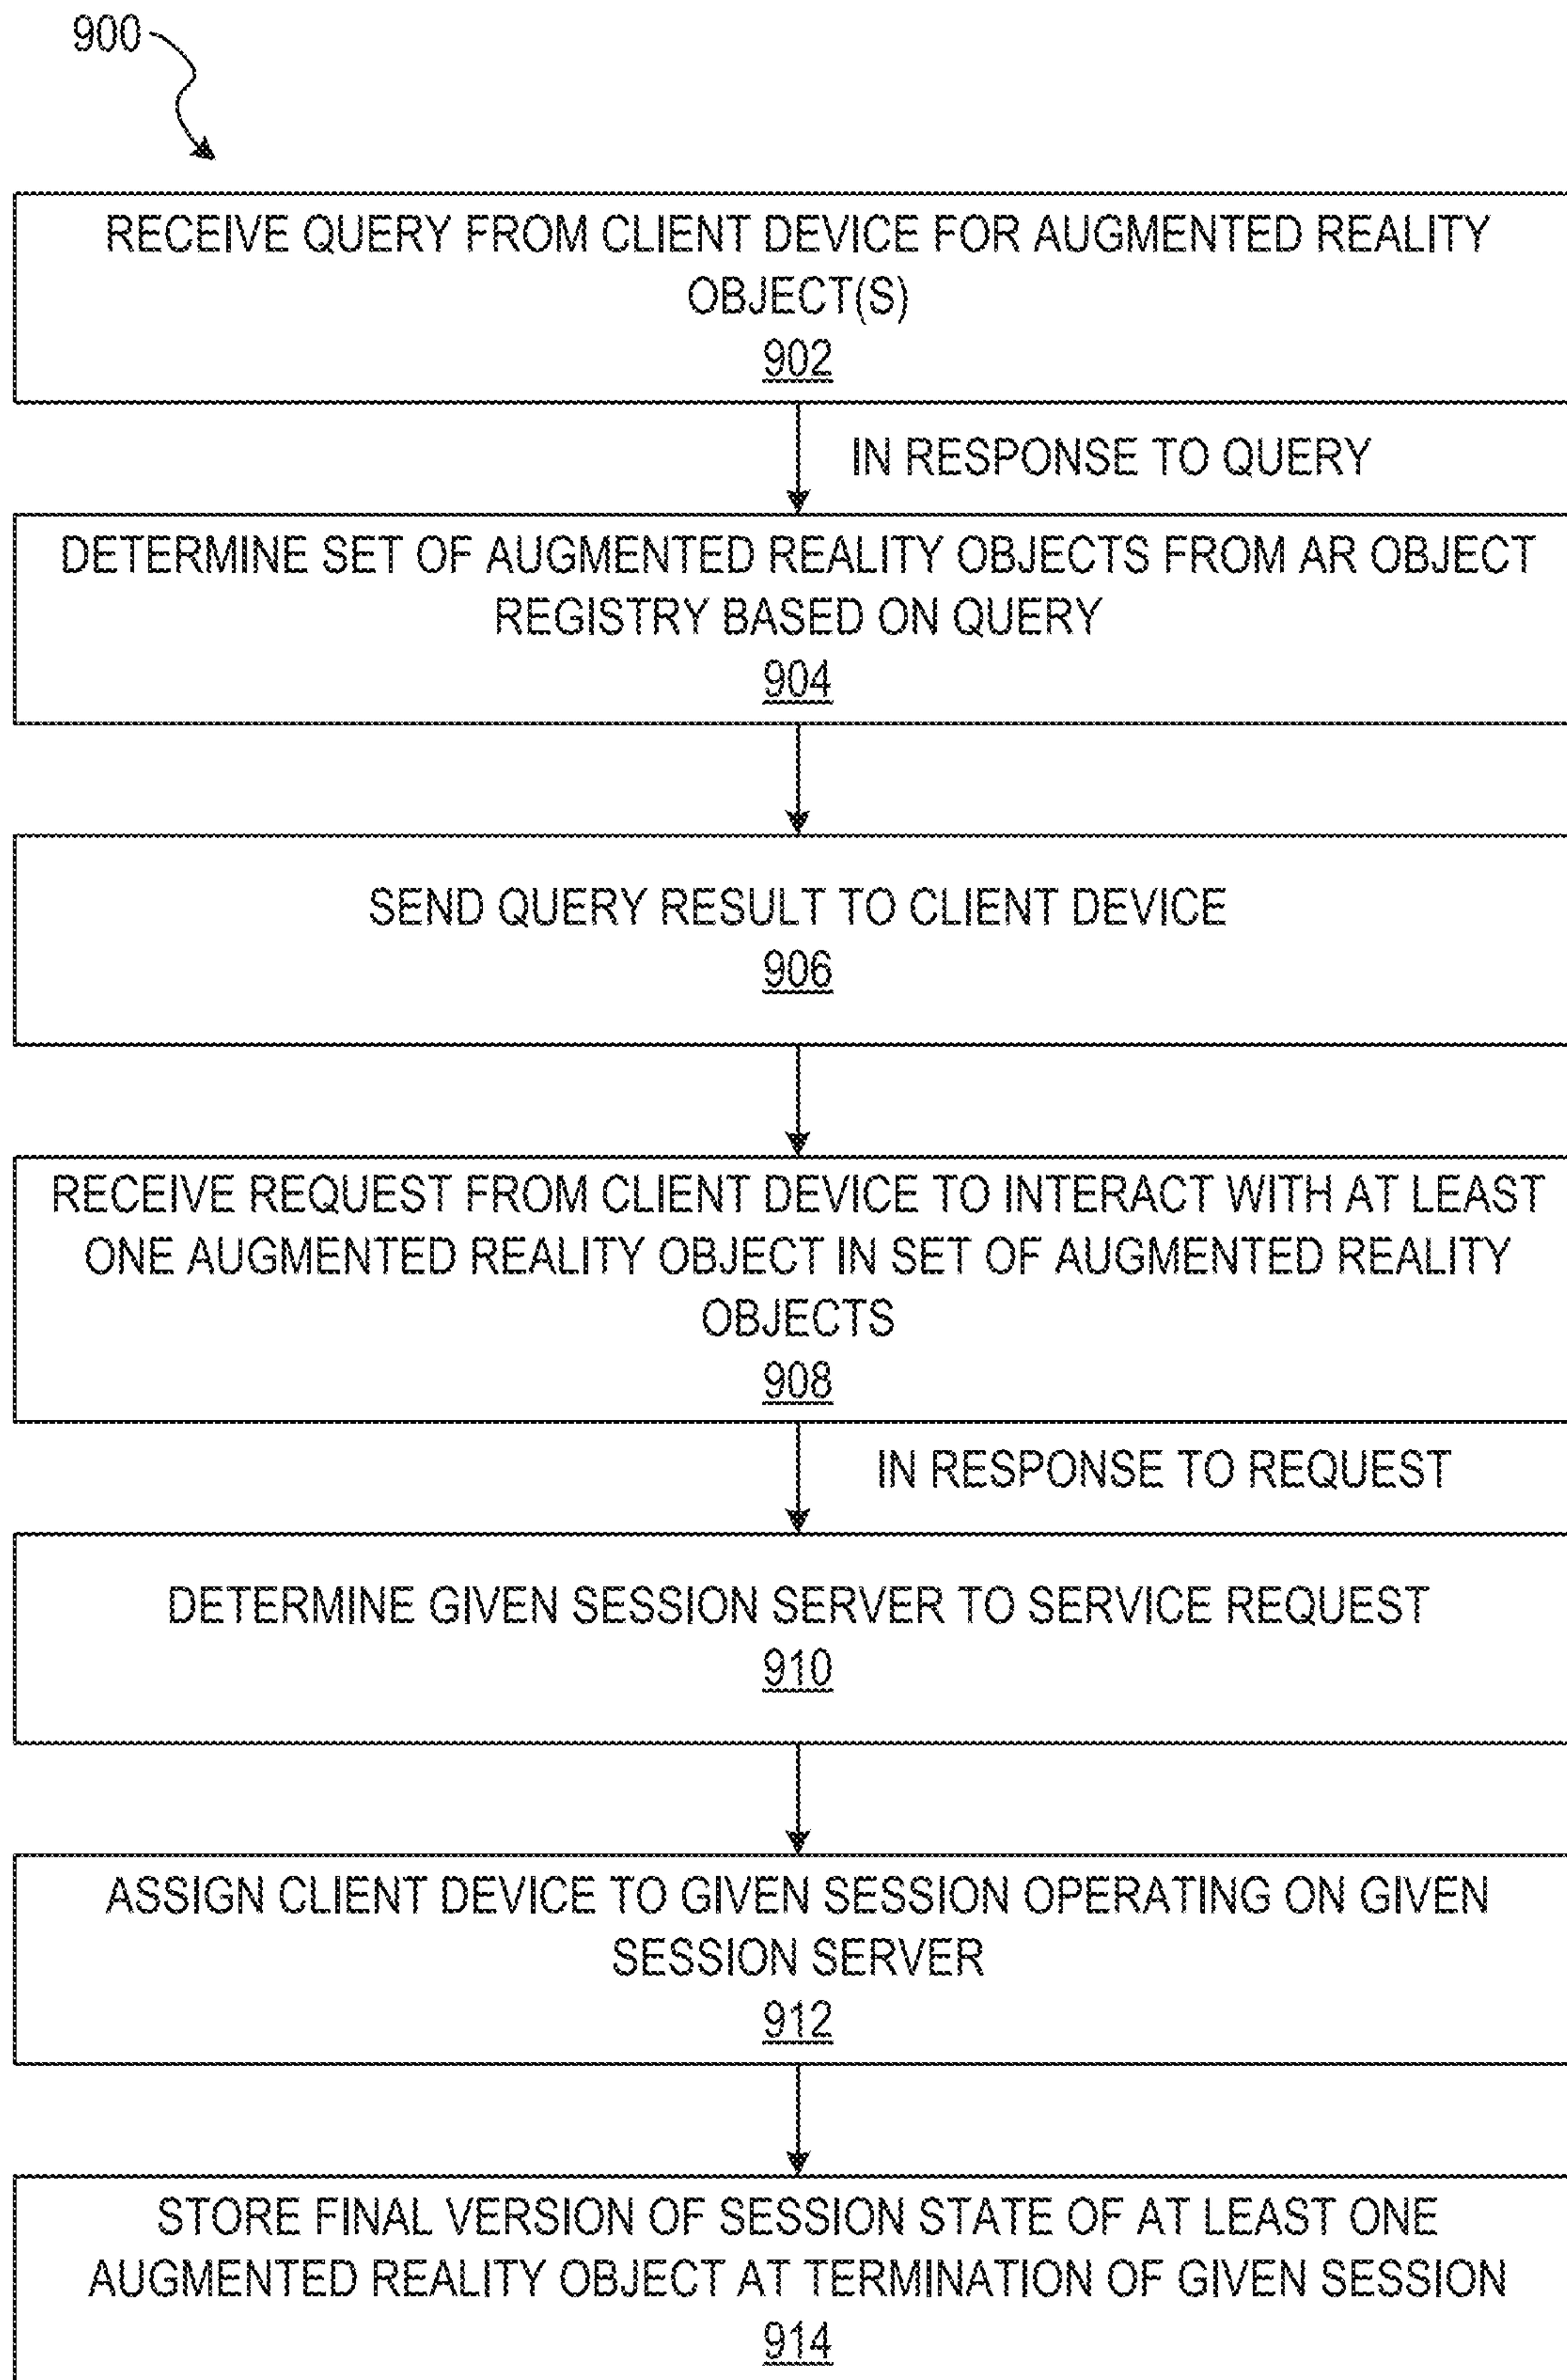 900
RECEIVE QUERY FROM CLIENT DEVICE FOR AUGMENTED REALITY
OBJECT(S)
902
IN RESPONSE TO QUERY
DETERMINE SET OF AUGMENTED REALITY OBJECTS FROM AR OBJECT
REGISTRY BASED ON QUERY
904
SEND QUERY RESULT TO CLIENT DEVICE
906
RECEIVE REQUEST FROM CLIENT DEVICE TO INTERACT WITH AT LEAST
ONE AUGMENTED REALITY OBJECT IN SET OF AUGMENTED REALITY
OBJECTS
908
IN RESPONSE TO REQUEST
DETERMINE GIVEN SESSION SERVER TO SERVICE REQUEST
910
ASSIGN CLIENT DEVICE TO GIVEN SESSION OPERATING ON GIVEN
SESSION SERVER
912
STORE FINAL VERSION OF SESSION STATE OF AT LEAST ONE
AUGMENTED REALITY OBJECT AT TERMINATION OF GIVEN SESSION
914